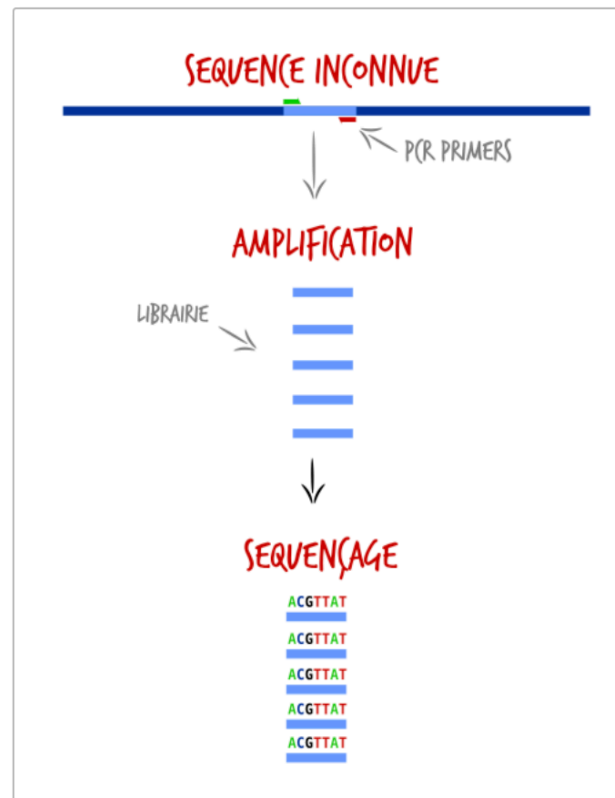 SEQUENCE INCONNUE
PCR PRIMERS
AMPLIFICATION
LIBRAIRIE
SEQUENÇAGE
ACGTTAT
ACGTTAT
ACGTTAT
ACGTTAT
ACGTTAT